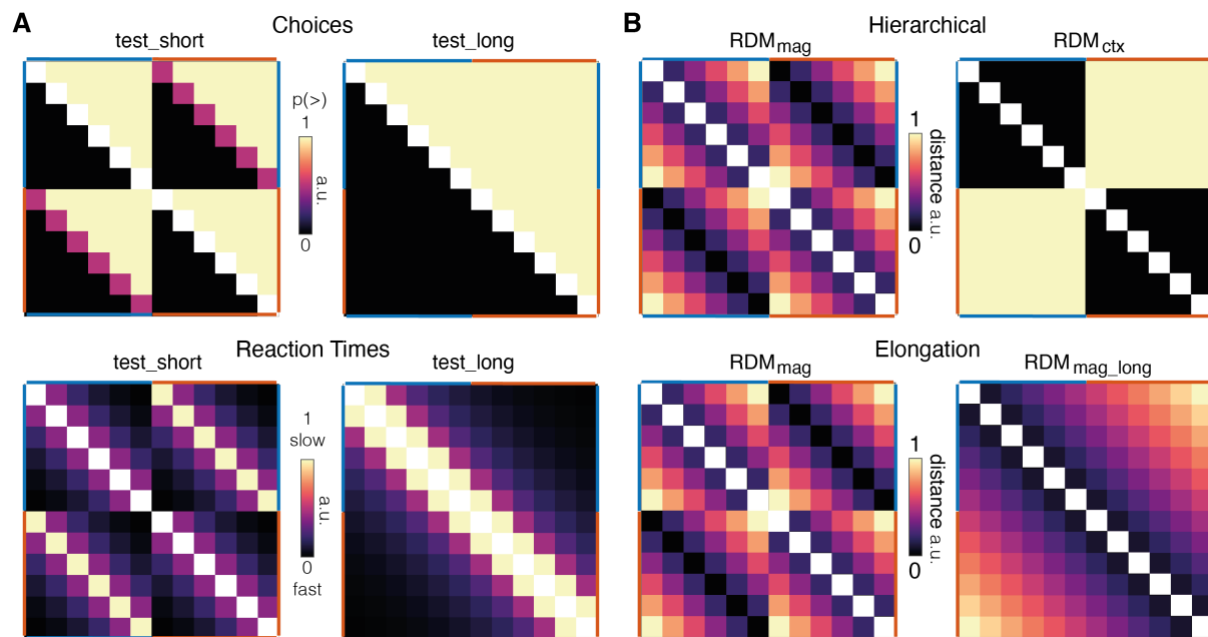 A
Choices
test_short
test_long
p(>)
1
a.u.
0
Reaction Times
test_short
test_long
1
slow
a.u.
0
fast
B
Hierarchical
RDMmag
RDMctx
1
distance a.u.
0
Elongation
RDMmag
RDMmag_long
1
distance a.u.
0